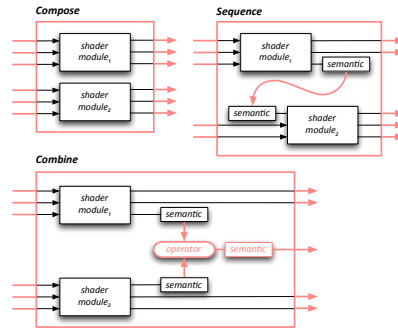 Compose
shader
module₁
shader
module₂
Sequence
shader
module₁
semantic
semantic
shader
module₂
Combine
shader
module₁
semantic
operator
semantic
shader
module₂
semantic